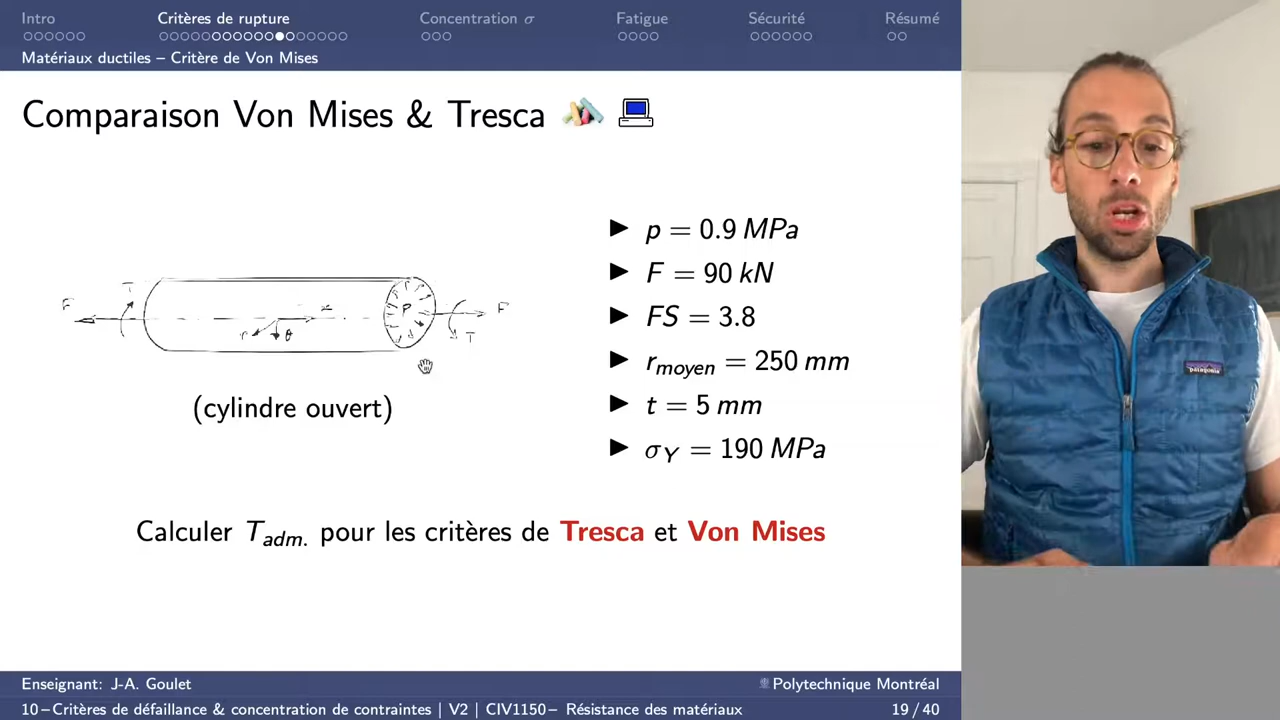 Intro Critères de rupture Concentration σ Fatigue Sécurité Résumé
Matériaux ductiles – Critère de Von Mises
Comparaison Von Mises & Tresca
F T r θ x p T F
(cylindre ouvert)
► p = 0.9 MPa
► F = 90 kN
► FS = 3.8
► r_moyen = 250 mm
► t = 5 mm
► σ_Y = 190 MPa
Calculer T_adm. pour les critères de Tresca et Von Mises
patagonia
Enseignant: J-A. Goulet Polytechnique Montréal
10 – Critères de défaillance & concentration de contraintes | V2 | CIV1150 – Résistance des matériaux 19 / 40